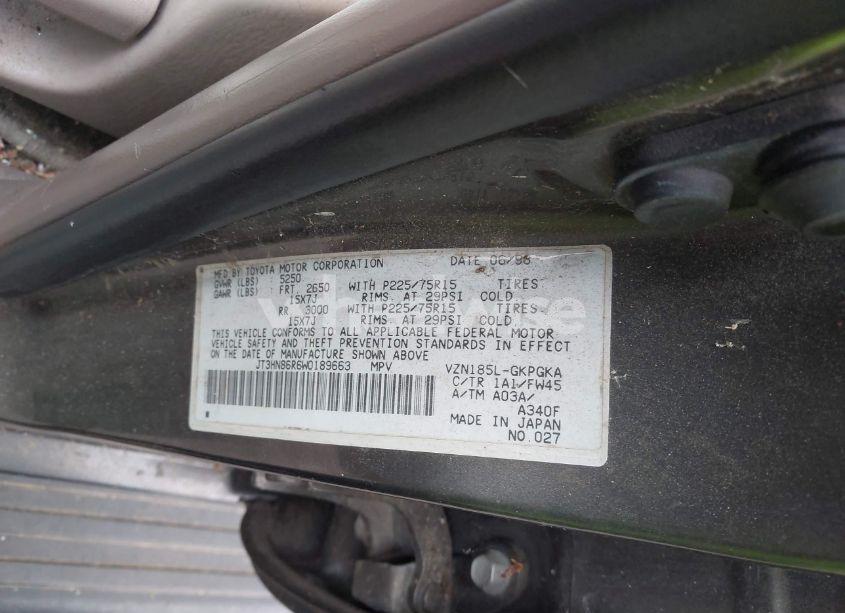 MFD BY TOYOTA MOTOR CORPORATION DATE 06/98
GVWR (LBS) 5250
GAWR (LBS) FRT. 2650 WITH P225/75R15 TIRES
15X7J RIMS. AT 29PSI COLD.
RR. 3000 WITH P225/75R15 TIRES.
15X7J RIMS. AT 29PSI COLD.
THIS VEHICLE CONFORMS TO ALL APPLICABLE FEDERAL MOTOR
VEHICLE SAFETY AND THEFT PREVENTION STANDARDS IN EFFECT
ON THE DATE OF MANUFACTURE SHOWN ABOVE
JT3HN86R6W0189663 MPV VZN185L-GKPGKA
C/TR 1A1/FW45
A/TM A03A/
A340F
MADE IN JAPAN
NO.027